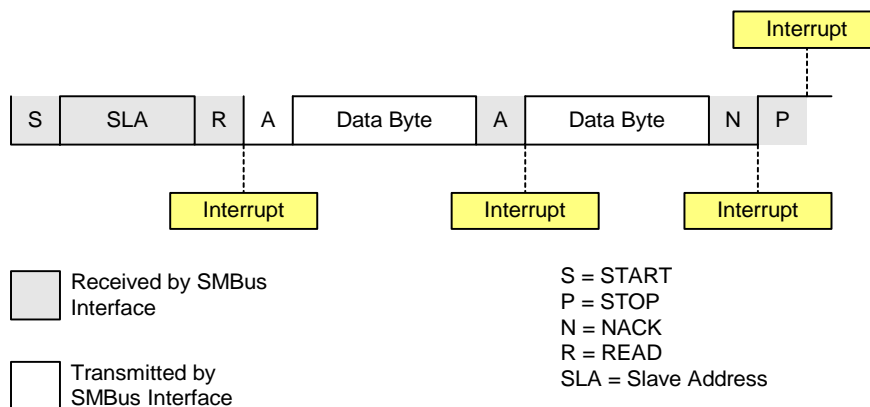 Interrupt
S SLA R A Data Byte A Data Byte N P
Interrupt Interrupt Interrupt
Received by SMBus
Interface
Transmitted by
SMBus Interface
S = START
P = STOP
N = NACK
R = READ
SLA = Slave Address